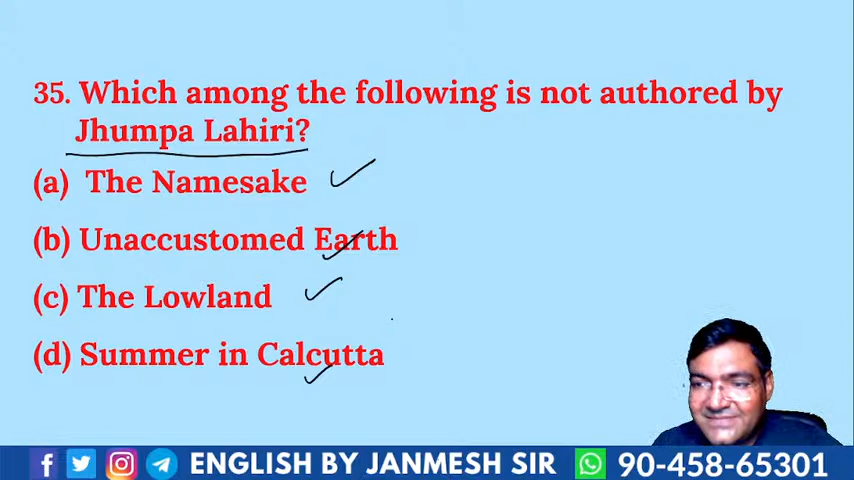 35. Which among the following is not authored by
Jhumpa Lahiri?
(a) The Namesake
(b) Unaccustomed Earth
(c) The Lowland
(d) Summer in Calcutta
ENGLISH BY JANMESH SIR 90-458-65301